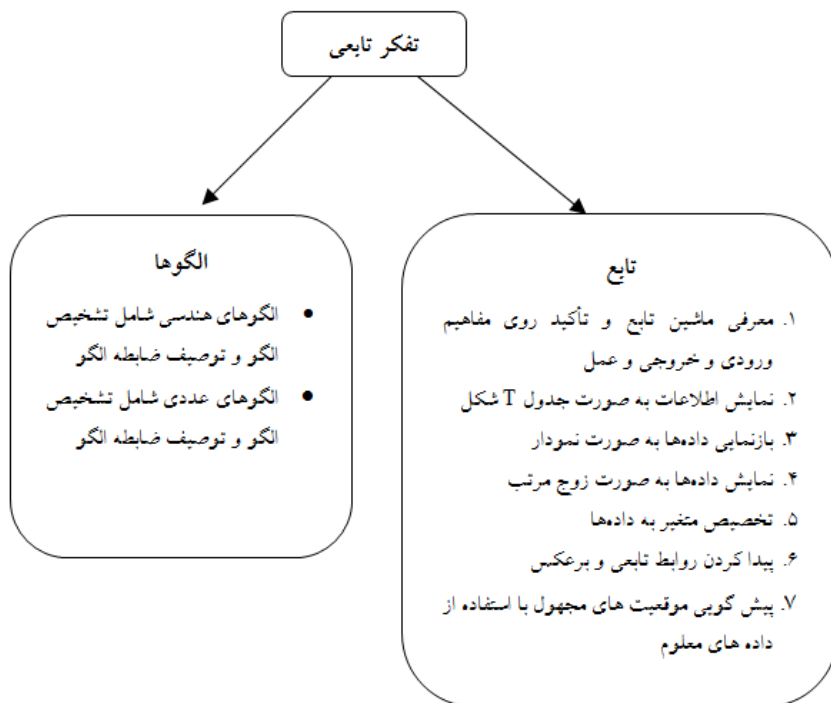 تفکر تابعی
تابع
۱. معرفی ماشین تابع و تأکید روی مفاهیم
ورودی و خروجی و عمل
۲. نمایش اطلاعات به صورت جدول T شکل
۳. بازنمایی داده‌ها به صورت نمودار
۴. نمایش داده‌ها به صورت زوج مرتب
۵. تخصیص متغیر به داده‌ها
۶. پیدا کردن روابط تابعی و برعکس
۷. پیش گویی موقعیت های مجهول با استفاده از
داده های معلوم
الگوها
• الگوهای هندسی شامل تشخیص
الگو و توصیف ضابطه الگو
• الگوهای عددی شامل تشخیص
الگو و توصیف ضابطه الگو